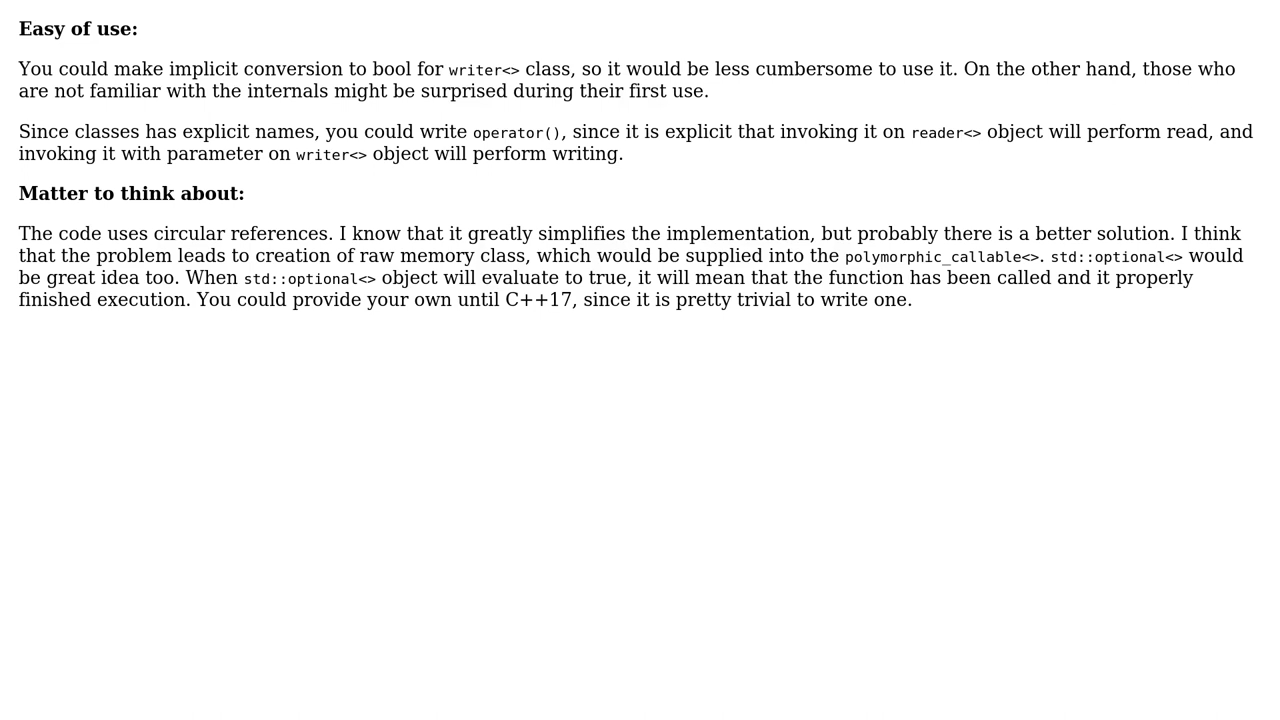 Easy of use:
You could make implicit conversion to bool for writer<> class, so it would be less cumbersome to use it. On the other hand, those who
are not familiar with the internals might be surprised during their first use.
Since classes has explicit names, you could write operator(), since it is explicit that invoking it on reader<> object will perform read, and
invoking it with parameter on writer<> object will perform writing.
Matter to think about:
The code uses circular references. I know that it greatly simplifies the implementation, but probably there is a better solution. I think
that the problem leads to creation of raw memory class, which would be supplied into the polymorphic_callable<>. std::optional<> would
be great idea too. When std::optional<> object will evaluate to true, it will mean that the function has been called and it properly
finished execution. You could provide your own until C++17, since it is pretty trivial to write one.